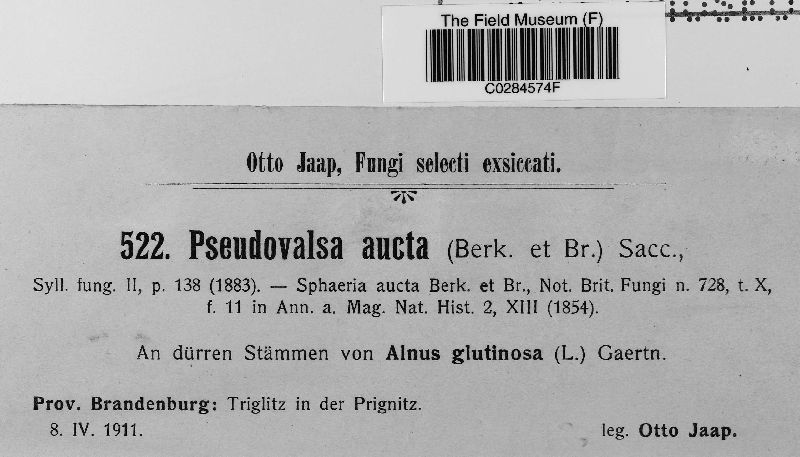 The Field Museum (F)
C0284574F
Otto Jaap, Fungi selecti exsiccati.
522. Pseudovalsa aucta (Berk. et Br.) Sacc.,
Syll. fung. II, p. 138 (1883). — Sphaeria aucta Berk. et Br., Not. Brit. Fungi n. 728, t. X,
f. 11 in Ann. a. Mag. Nat. Hist. 2, XIII (1854).
An dürren Stämmen von Alnus glutinosa (L.) Gaertn.
Prov. Brandenburg: Triglitz in der Prignitz.
8. IV. 1911.
leg. Otto Jaap.